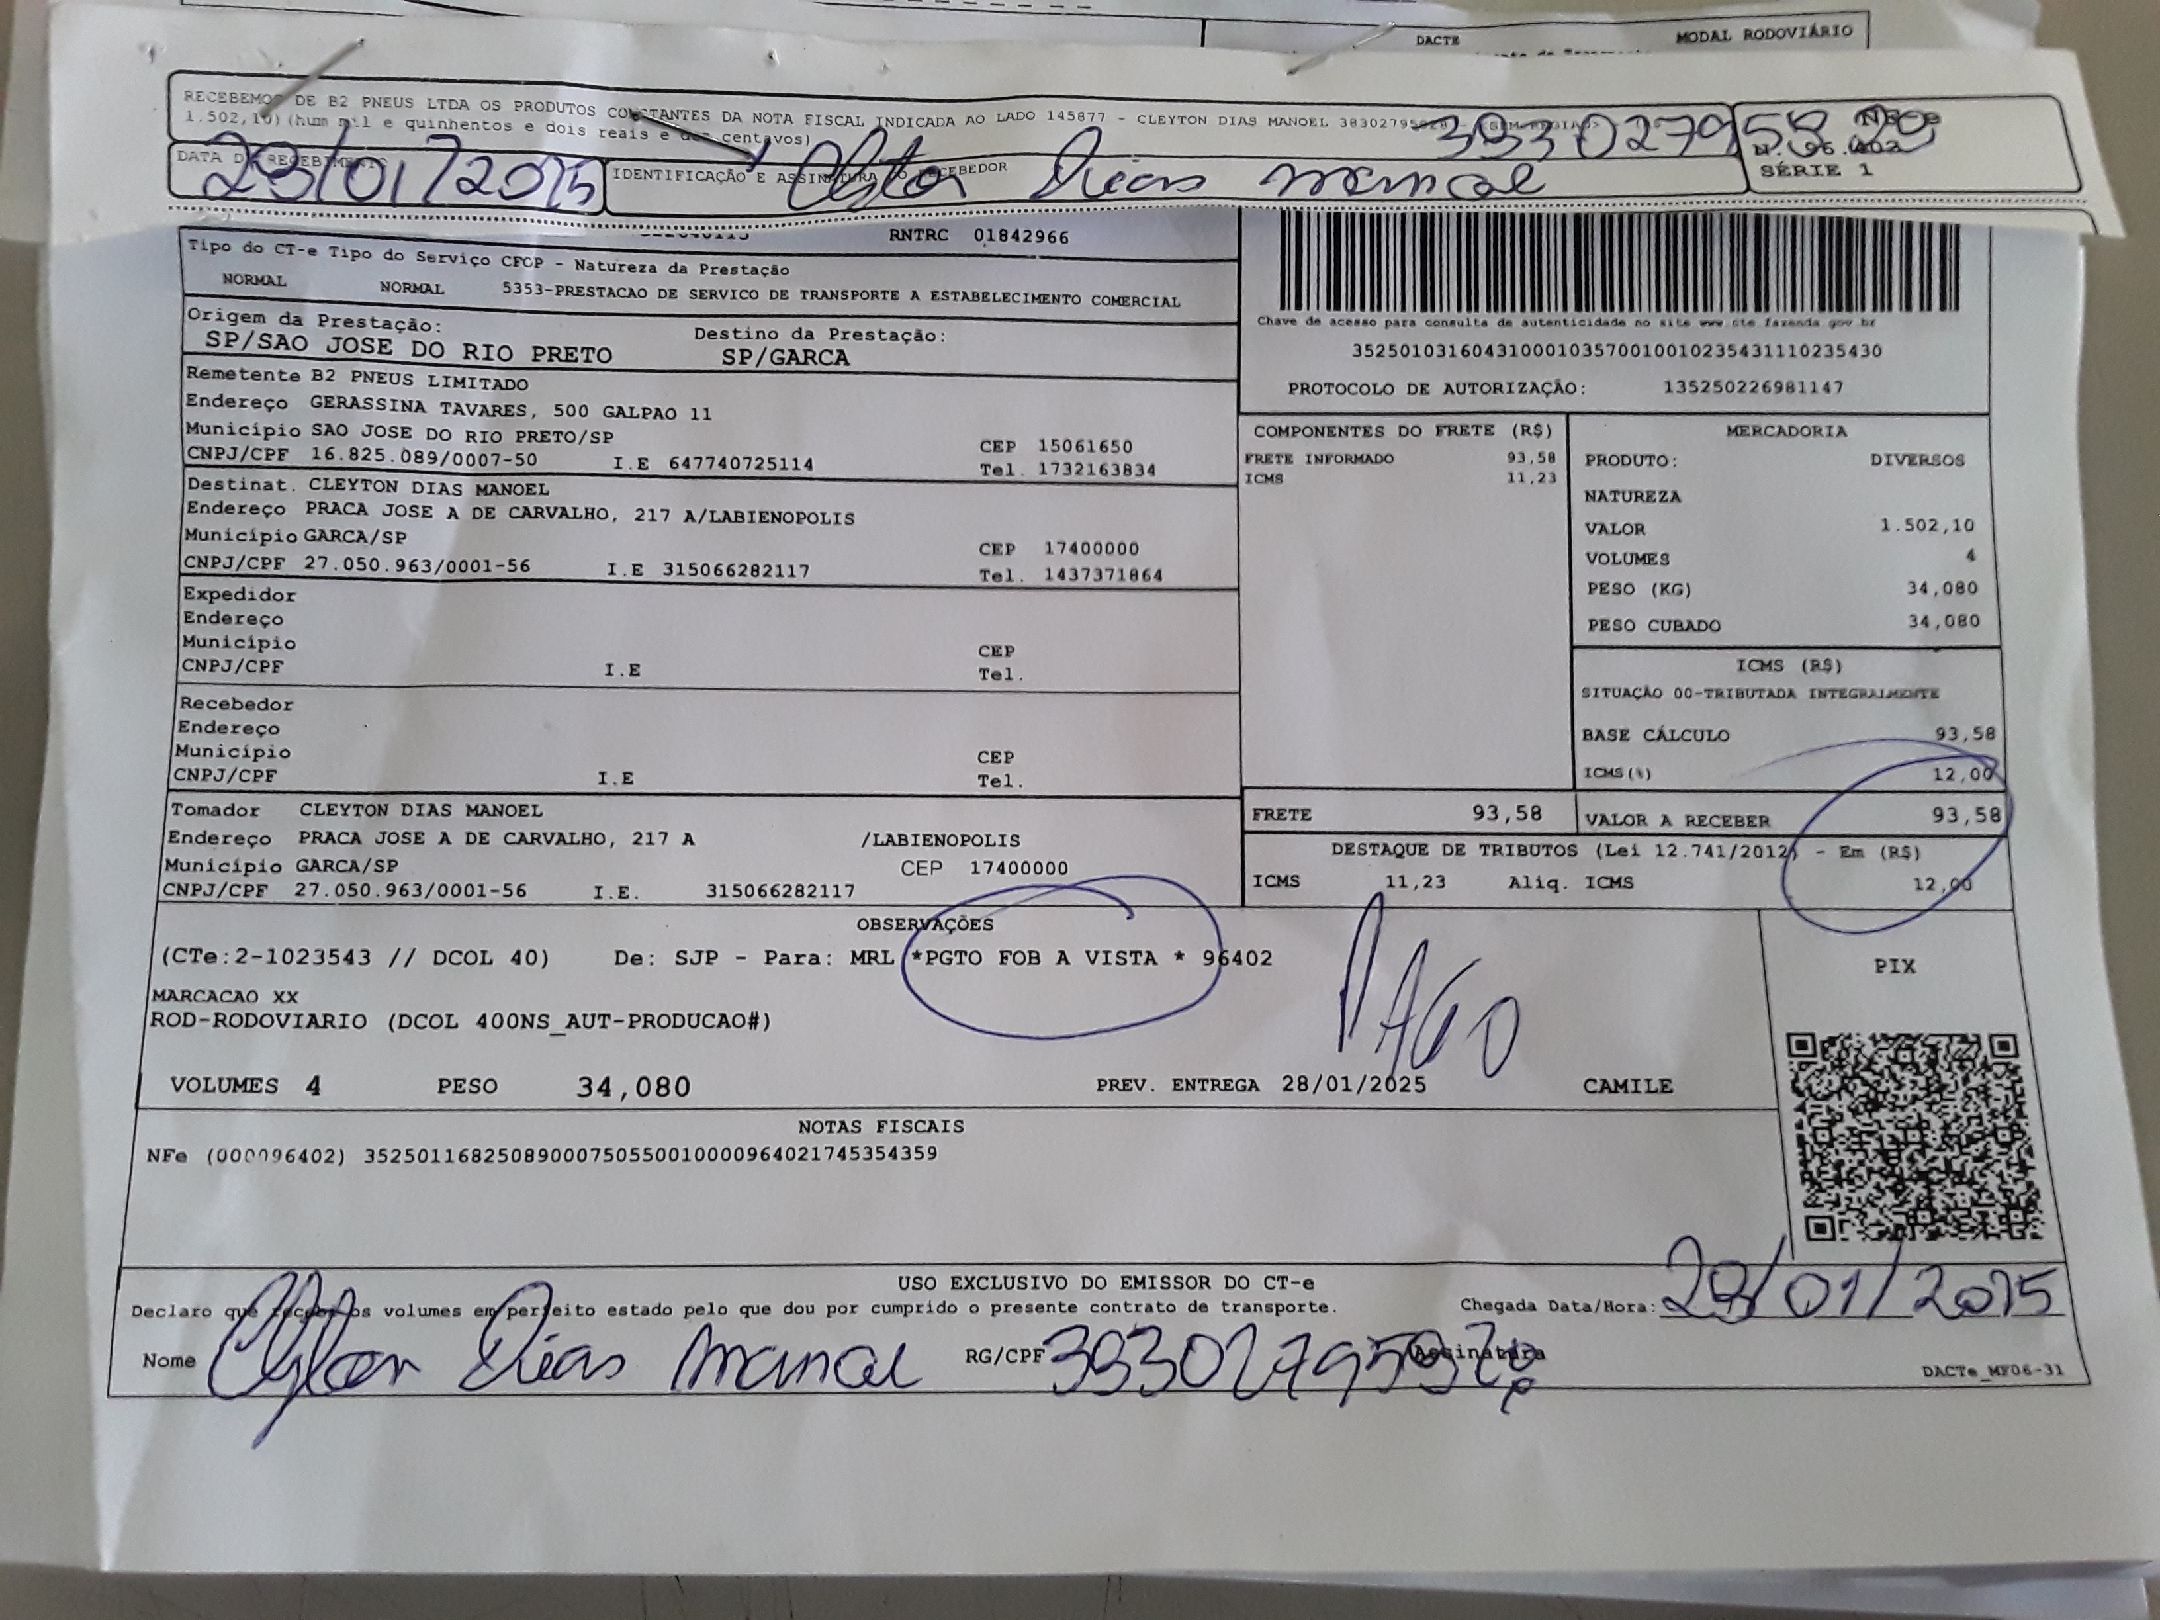 DACTE
MODAL RODOVIÁRIO
RECEBEMOS DE B2 PNEUS LTDA OS PRODUTOS CONSTANTES DA NOTA FISCAL INDICADA AO LADO 145877 - CLEYTON DIAS MANOEL
1.502,10)(hum mil e quinhentos e dois reais e dez centavos)
DATA DE RECEBIMENTO
IDENTIFICAÇÃO E ASSINATURA DO RECEBEDOR
SÉRIE 1
Dias Manoel
RNTRC 01842966
Tipo do CT-e Tipo do Serviço CFOP - Natureza da Prestação
NORMAL NORMAL 5353-PRESTACAO DE SERVICO DE TRANSPORTE A ESTABELECIMENTO COMERCIAL
Origem da Prestação: Destino da Prestação:
SP/SAO JOSE DO RIO PRETO SP/GARCA
Remetente B2 PNEUS LIMITADO
Endereço GERASSINA TAVARES, 500 GALPAO 11
Município SAO JOSE DO RIO PRETO/SP CEP 15061650
CNPJ/CPF 16.825.089/0007-50 I.E 647740725114 Tel. 1732163834
Destinat. CLEYTON DIAS MANOEL
Endereço PRACA JOSE A DE CARVALHO, 217 A/LABIENOPOLIS
Município GARCA/SP CEP 17400000
CNPJ/CPF 27.050.963/0001-56 I.E 315066282117 Tel. 1437371864
Expedidor
Endereço
Município CEP
CNPJ/CPF I.E Tel.
Recebedor
Endereço
Município CEP
CNPJ/CPF I.E Tel.
Tomador CLEYTON DIAS MANOEL
Endereço PRACA JOSE A DE CARVALHO, 217 A /LABIENOPOLIS
Município GARCA/SP CEP 17400000
CNPJ/CPF 27.050.963/0001-56 I.E. 315066282117
Chave de acesso para consulta de autenticidade no site www.cte.fazenda.gov.br
35250103160431000103570010010235431110235430
PROTOCOLO DE AUTORIZAÇÃO: 135250226981147
COMPONENTES DO FRETE (R$)
FRETE INFORMADO 93,58
ICMS 11,23
MERCADORIA
PRODUTO: DIVERSOS
NATUREZA
VALOR 1.502,10
VOLUMES 4
PESO (KG) 34,080
PESO CUBADO 34,080
ICMS (R$)
SITUAÇÃO 00-TRIBUTADA INTEGRALMENTE
BASE CÁLCULO 93,58
ICMS(%) 12,00
FRETE 93,58 VALOR A RECEBER 93,58
DESTAQUE DE TRIBUTOS (Lei 12.741/2012) - Em (R$)
ICMS 11,23 Aliq. ICMS 12,00
OBSERVAÇÕES
(CTe:2-1023543 // DCOL 40) De: SJP - Para: MRL *PGTO FOB A VISTA * 96402
MARCACAO XX
ROD-RODOVIARIO (DCOL 400NS_AUT-PRODUCAO#)
PAGO
PIX
VOLUMES 4 PESO 34,080 PREV. ENTREGA 28/01/2025 CAMILE
NOTAS FISCAIS
NFe (000096402) 35250116825089000750550010000964021745354359
USO EXCLUSIVO DO EMISSOR DO CT-e
Declaro que recebi os volumes em perfeito estado pelo que dou por cumprido o presente contrato de transporte. Chegada Data/Hora:
Nome Dias Manoel RG/CPF Assinatura
DACTe_MF06-31